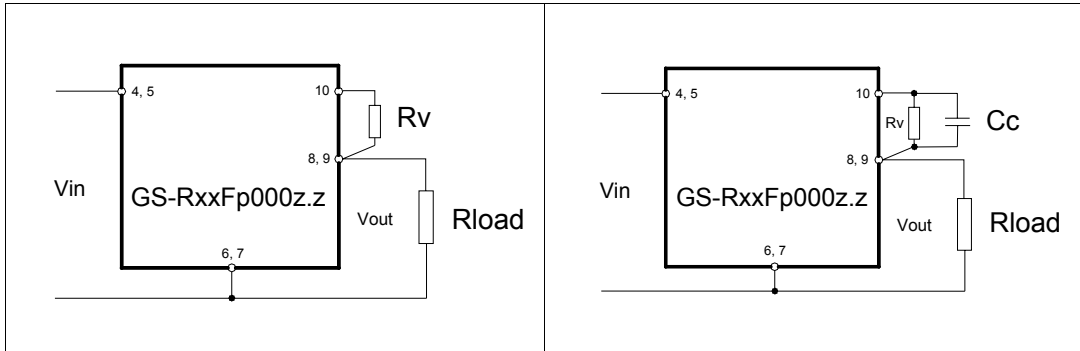 4, 5
10
Rv
8, 9
Vin
GS-RxxFp000z.z
Vout
Rload
6, 7
4, 5
10
Rv
Cc
8, 9
Vin
GS-RxxFp000z.z
Vout
Rload
6, 7